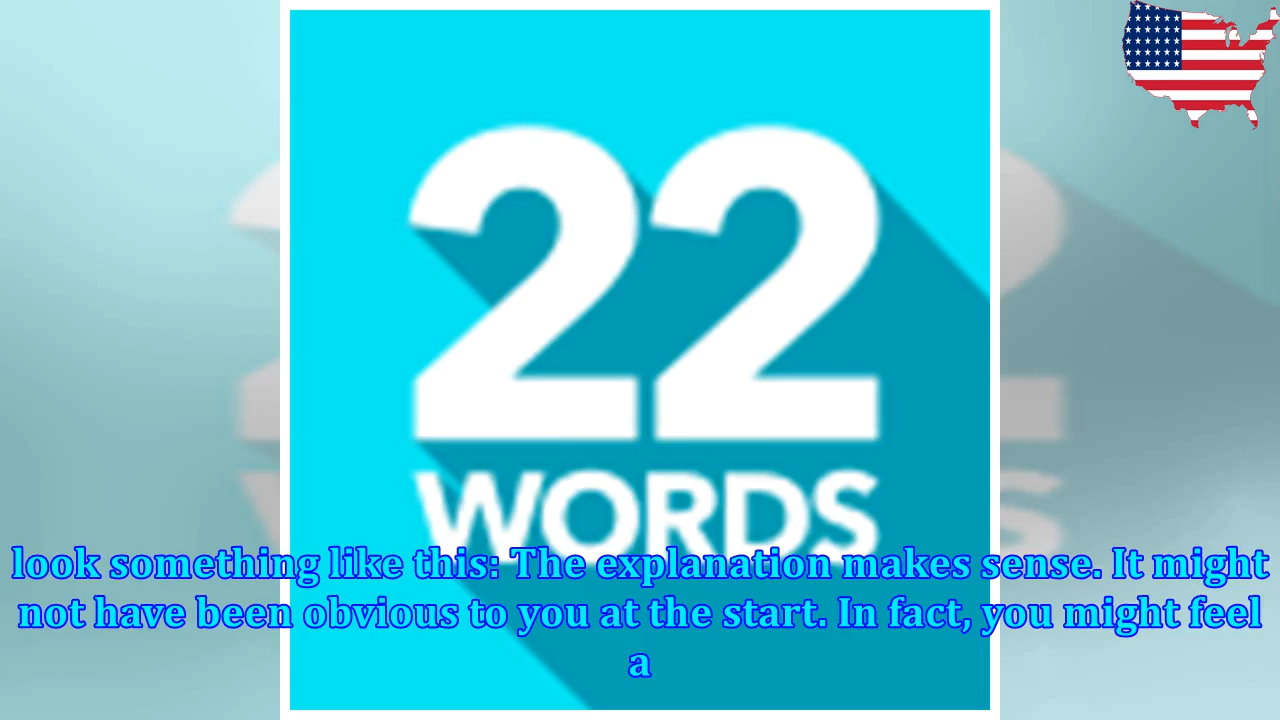 22
WORDS
look something like this: The explanation makes sense. It might
not have been obvious to you at the start. In fact, you might feel
a